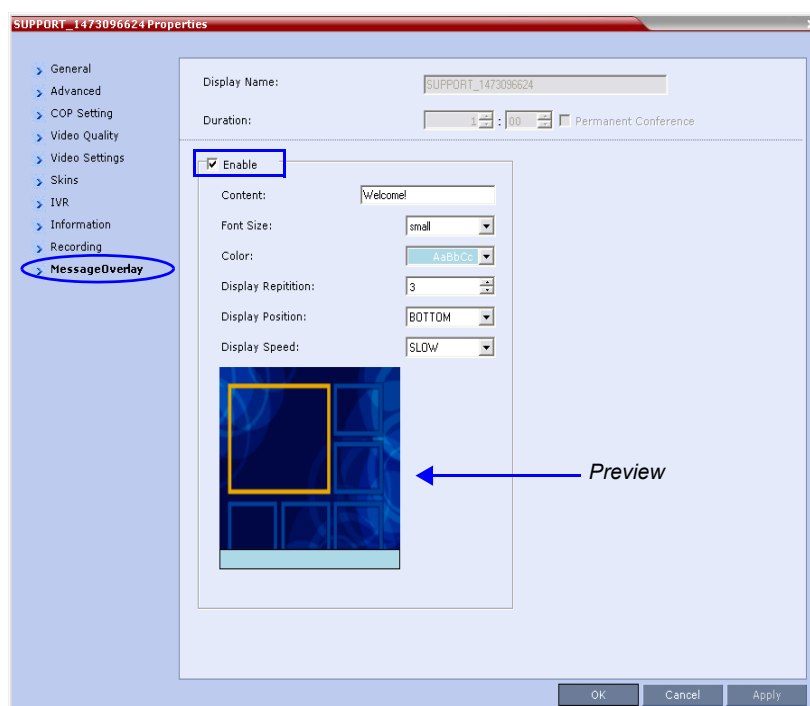 SUPPORT_1473096624 Properties
General
Advanced
COP Setting
Video Quality
Video Settings
Skins
IVR
Information
Recording
MessageOverlay
Display Name: SUPPORT_1473096624
Duration: 1 : 00 Permanent Conference
Enable
Content: Welcome!
Font Size: small
Color: AaBbCc
Display Repitition: 3
Display Position: BOTTOM
Display Speed: SLOW
Preview
OK Cancel Apply